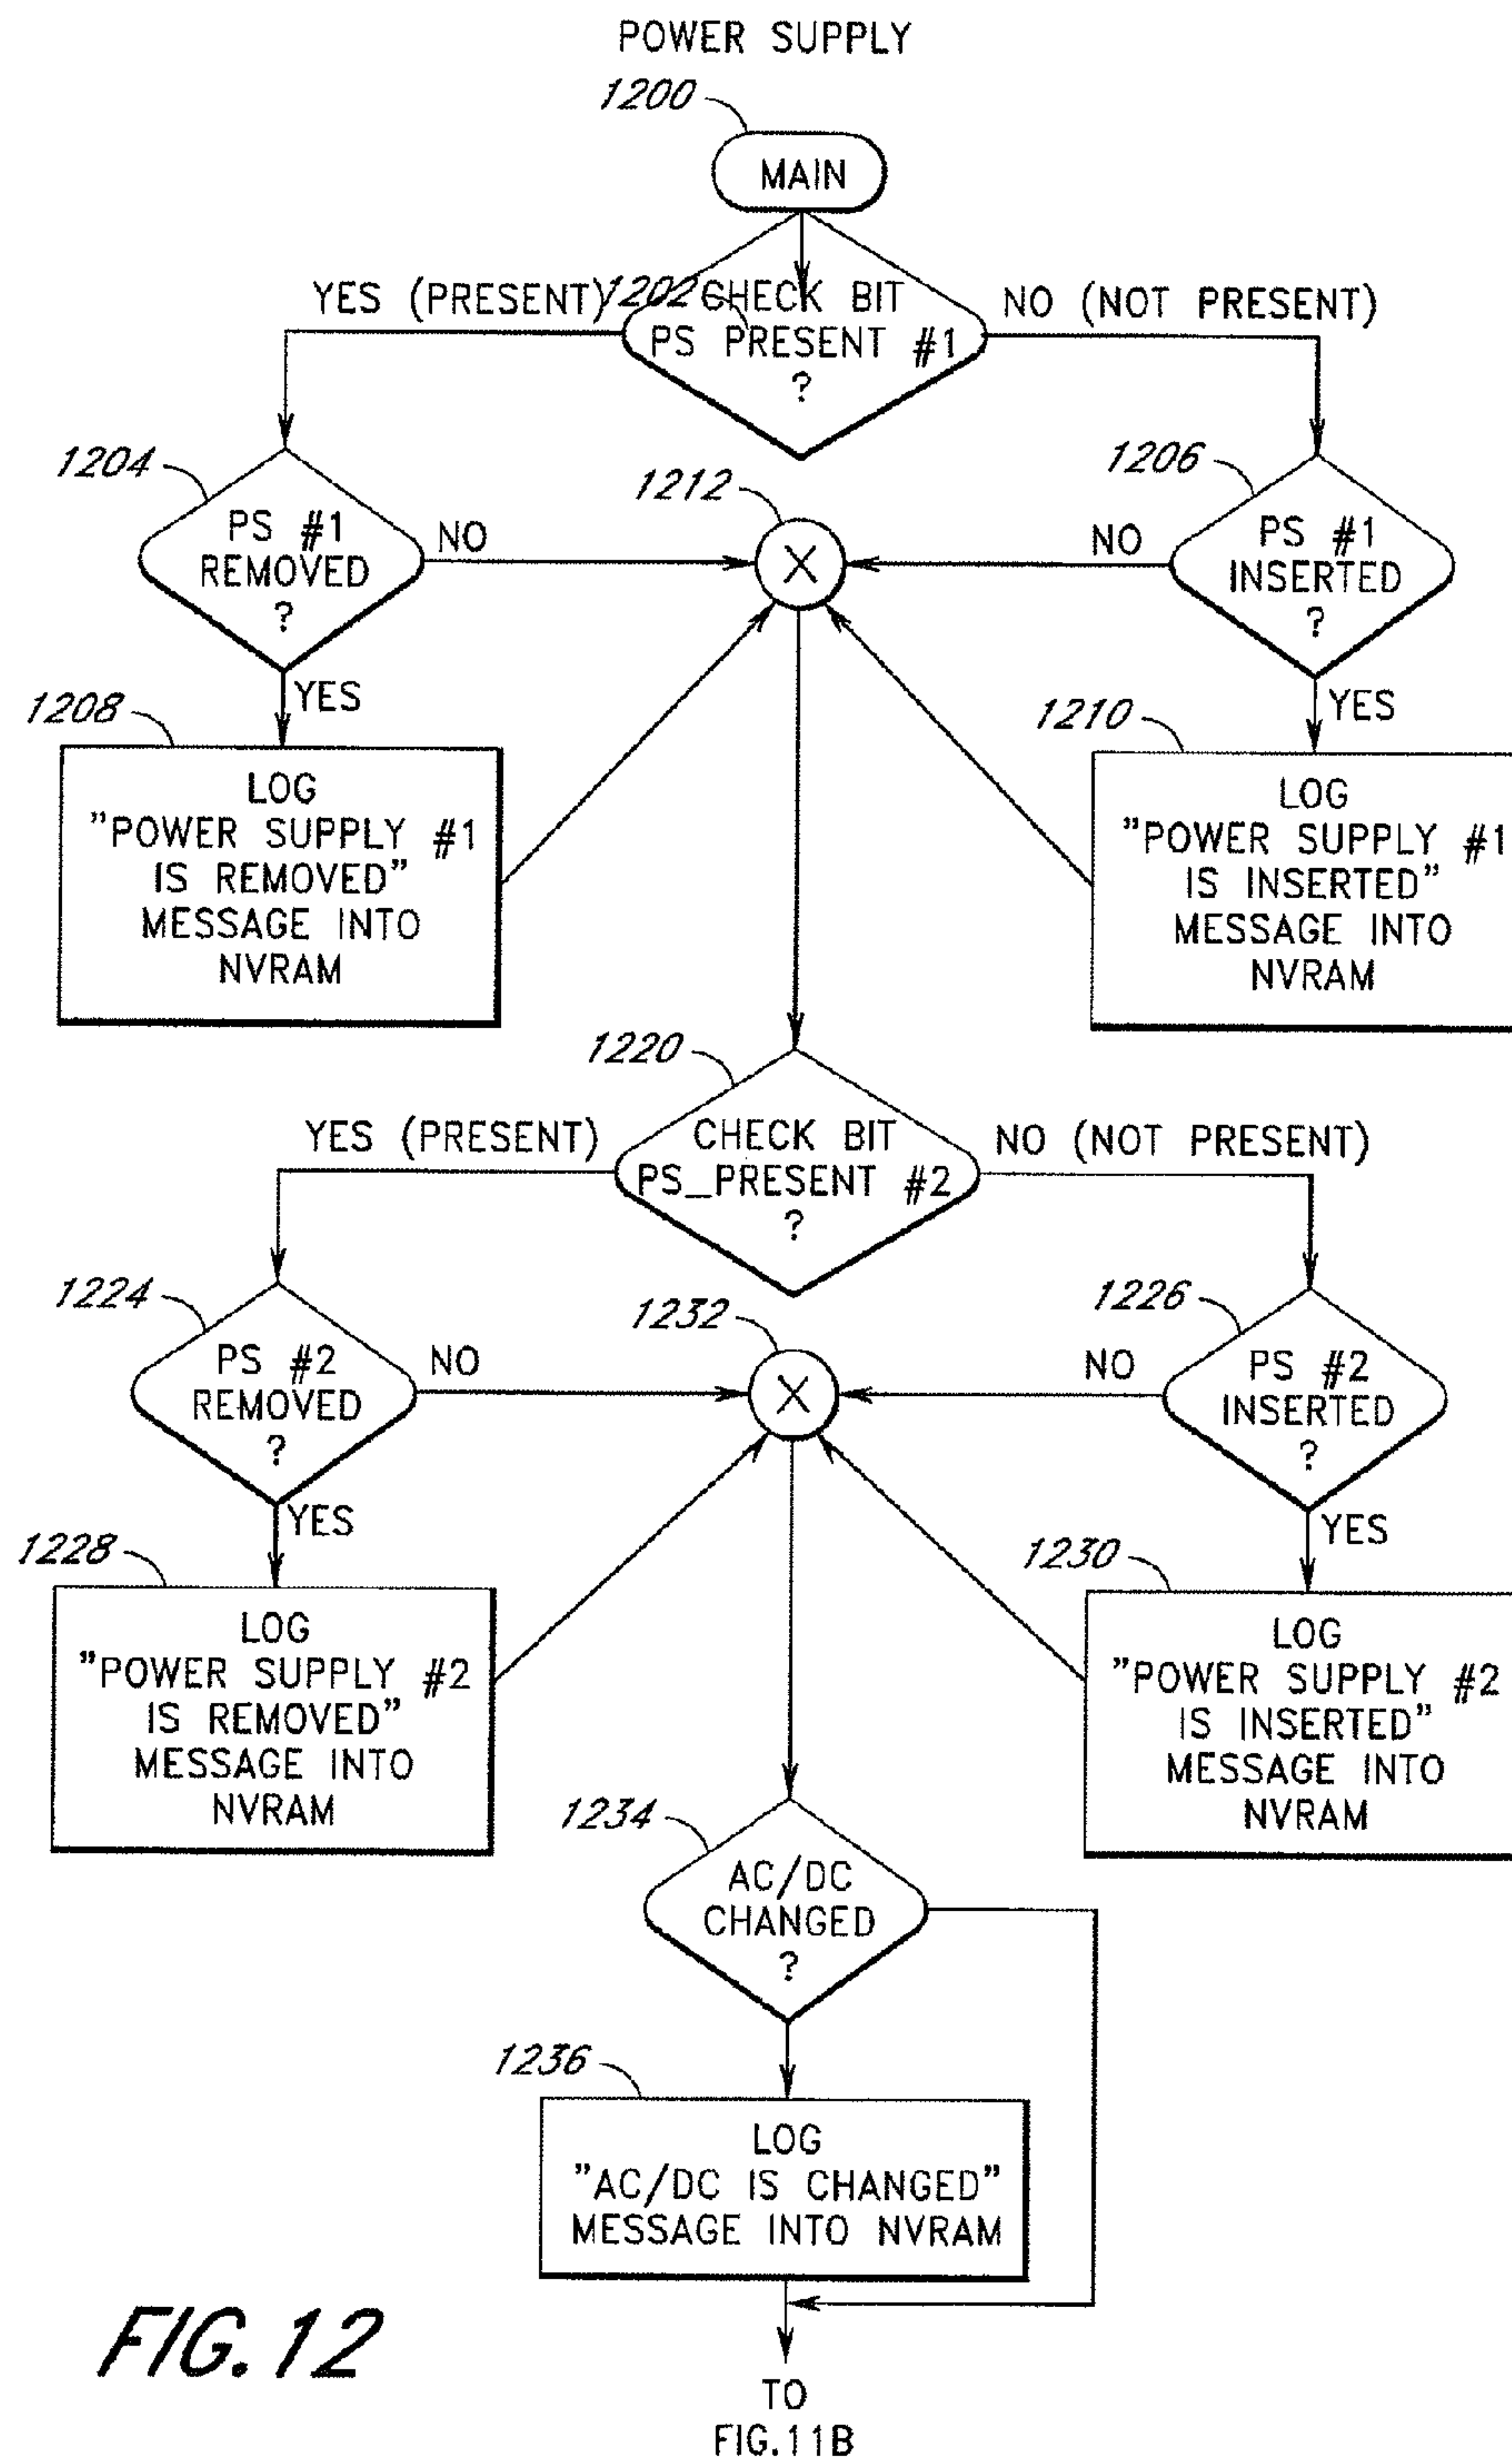 POWER SUPPLY
1200
MAIN
YES (PRESENT)
1202
CHECK BIT
PS PRESENT #1
?
NO (NOT PRESENT)
1204
PS #1
REMOVED
?
NO
YES
1212
X
1206
PS #1
INSERTED
?
NO
YES
1208
LOG
"POWER SUPPLY #1
IS REMOVED"
MESSAGE INTO
NVRAM
1210
LOG
"POWER SUPPLY #1
IS INSERTED"
MESSAGE INTO
NVRAM
1220
YES (PRESENT)
CHECK BIT
PS_PRESENT #2
?
NO (NOT PRESENT)
1224
PS #2
REMOVED
?
NO
YES
1232
X
1226
PS #2
INSERTED
?
NO
YES
1228
LOG
"POWER SUPPLY #2
IS REMOVED"
MESSAGE INTO
NVRAM
1230
LOG
"POWER SUPPLY #2
IS INSERTED"
MESSAGE INTO
NVRAM
1234
AC/DC
CHANGED
?
1236
LOG
"AC/DC IS CHANGED"
MESSAGE INTO NVRAM
TO
FIG.11B
FIG.12